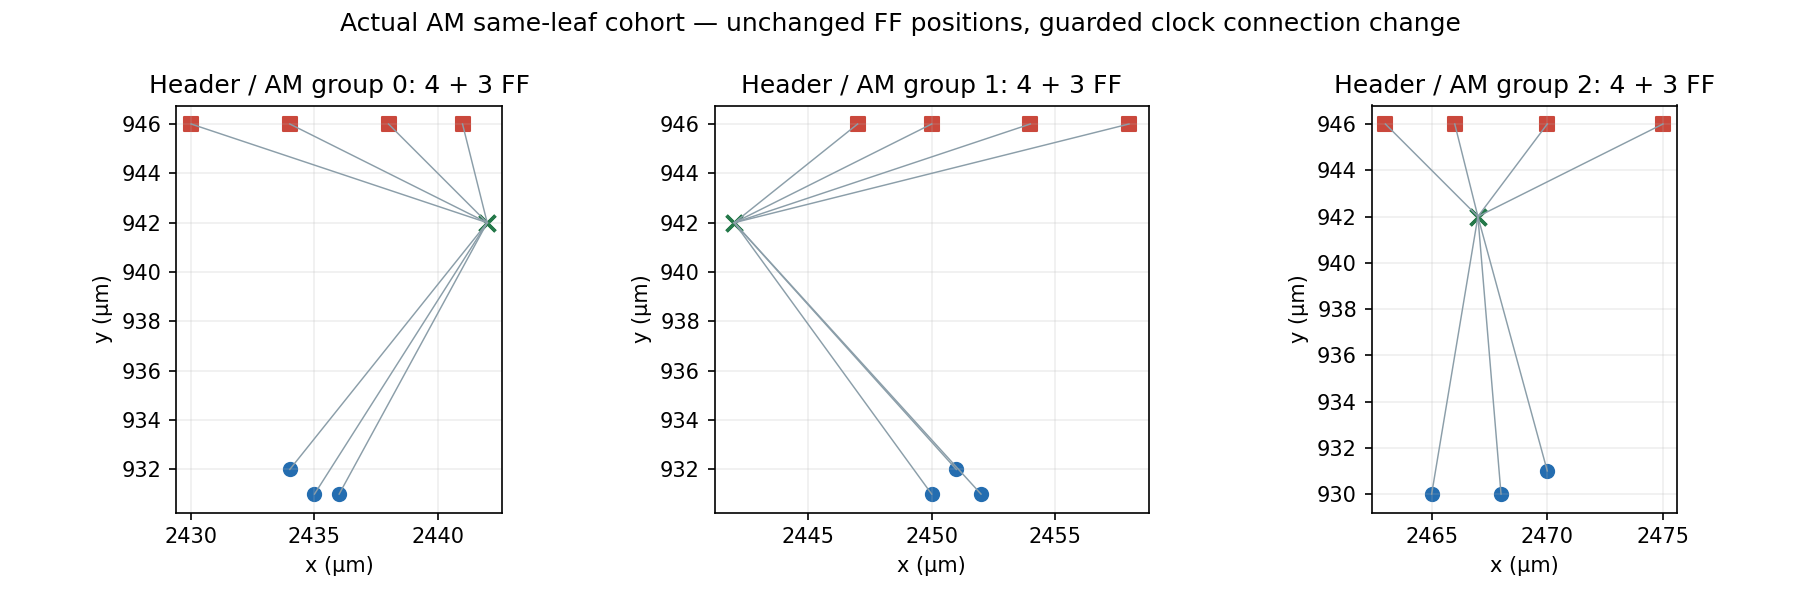 Actual AM same-leaf cohort — unchanged FF positions, guarded clock connection change
Header / AM group 0: 4 + 3 FF
946
944
942
940
938
936
934
932
y (µm)
2430 2435 2440
x (µm)
Header / AM group 1: 4 + 3 FF
946
944
942
940
938
936
934
932
y (µm)
2445 2450 2455
x (µm)
Header / AM group 2: 4 + 3 FF
946
944
942
940
938
936
934
932
930
y (µm)
2465 2470 2475
x (µm)